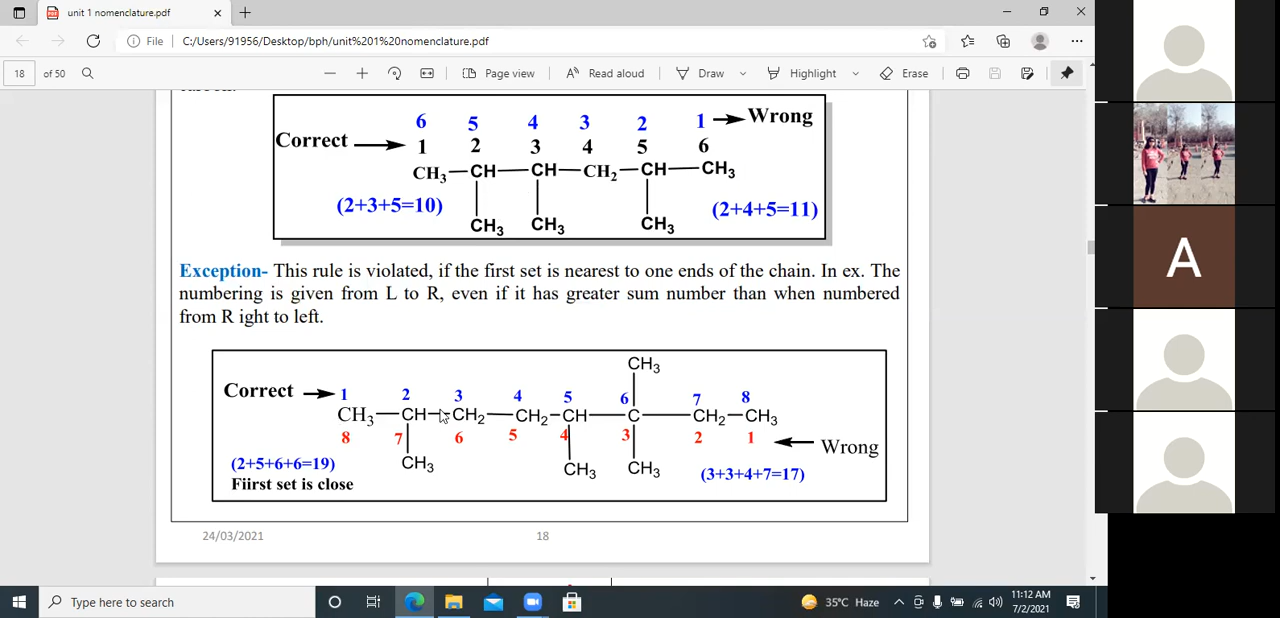 unit 1 nomenclature.pdf
File C:/Users/91956/Desktop/bph/unit%201%20nomenclature.pdf
18 of 50 Page view Read aloud Draw Highlight Erase
6 5 4 3 2 1 Wrong
Correct 1 2 3 4 5 6
CH3 CH CH CH2 CH CH3
(2+3+5=10) (2+4+5=11)
CH3 CH3 CH3
Exception- This rule is violated, if the first set is nearest to one ends of the chain. In ex. The
numbering is given from L to R, even if it has greater sum number than when numbered
from R ight to left.
CH3
Correct 1 2 3 4 5 6 7 8
CH3 CH CH2 CH2 CH C CH2 CH3
8 7 6 5 4 3 2 1 Wrong
CH3 CH3 CH3
(2+5+6+6=19) (3+3+4+7=17)
Fiirst set is close
24/03/2021 18
A
Type here to search 35°C Haze 11:12 AM
7/2/2021